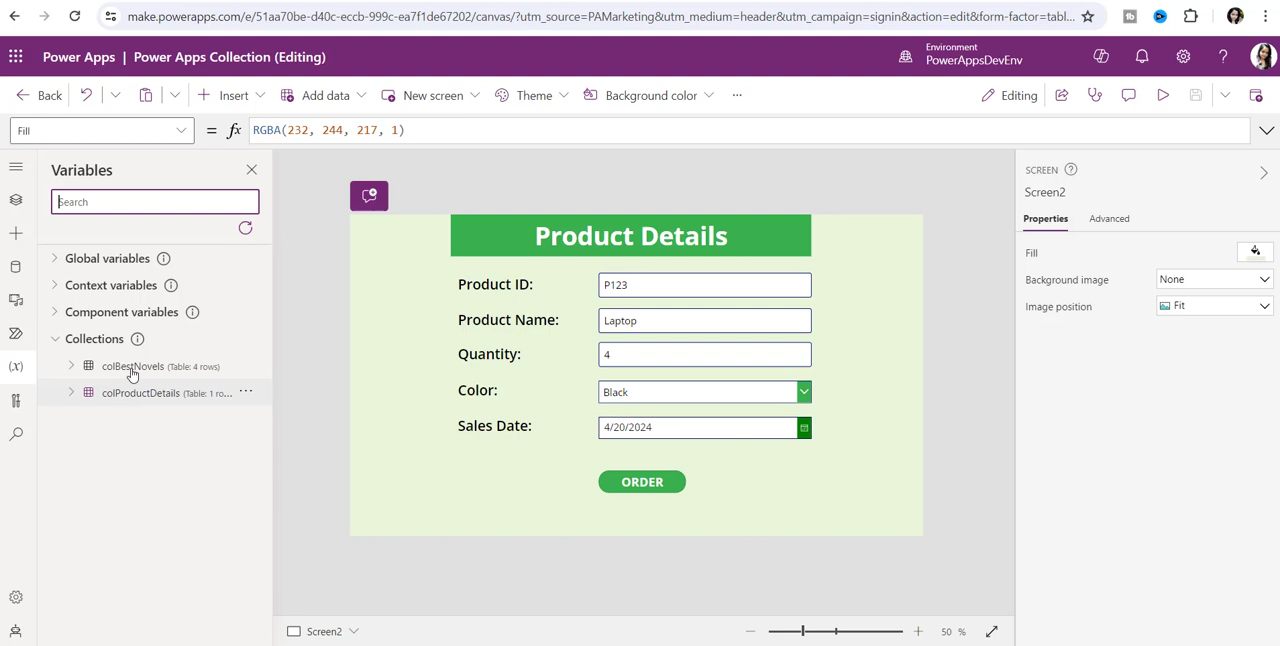 make.powerapps.com/e/51aa70be-d40c-eccb-999c-ea7f1de67202/canvas/?utm_source=PAMarketing&utm_medium=header&utm_campaign=signin&action=edit&form-factor=tabl...
Power Apps | Power Apps Collection (Editing)
Environment
PowerAppsDevEnv
Back
Insert
Add data
New screen
Theme
Background color
...
Editing
Fill
= fx RGBA(232, 244, 217, 1)
Variables
Search
Global variables
Context variables
Component variables
Collections
colBestNovels (Table: 4 rows)
colProductDetails (Table: 1 ro... ...
(x)
Product Details
Product ID: P123
Product Name: Laptop
Quantity: 4
Color: Black
Sales Date: 4/20/2024
ORDER
SCREEN
Screen2
Properties Advanced
Fill
Background image None
Image position Fit
Screen2
50 %